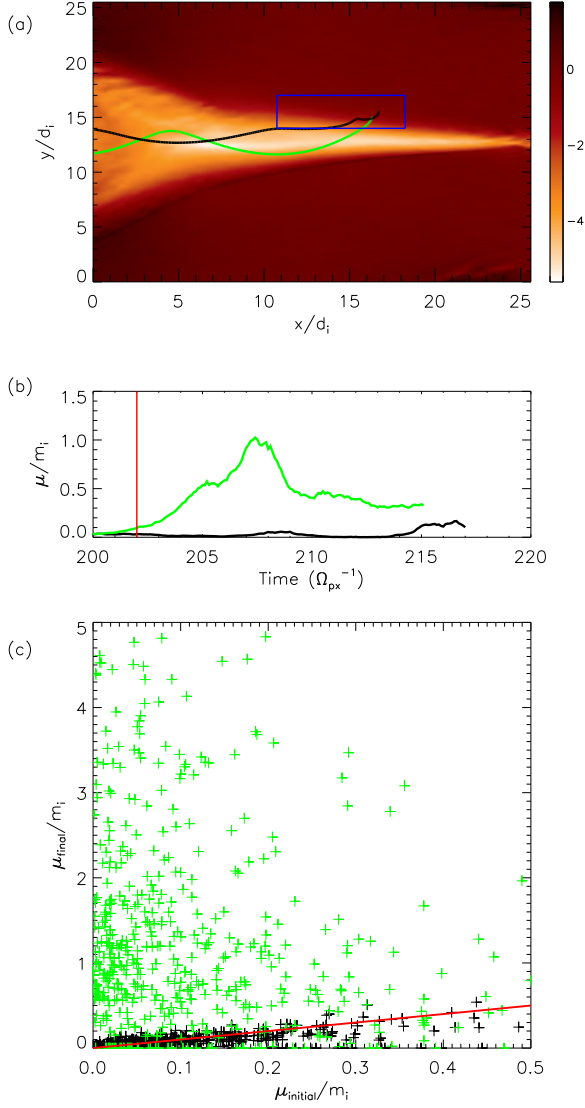 (a)
25
20
15
10
5
0
y/d_i
0 5 10 15 20 25
x/d_i
0
-2
-4
(b)
1.5
1.0
0.5
0.0
μ/m_i
200 205 210 215 220
Time (Ω_px^-1)
(c)
5
4
3
2
1
0
μ_final/m_i
0.0 0.1 0.2 0.3 0.4 0.5
μ_initial/m_i